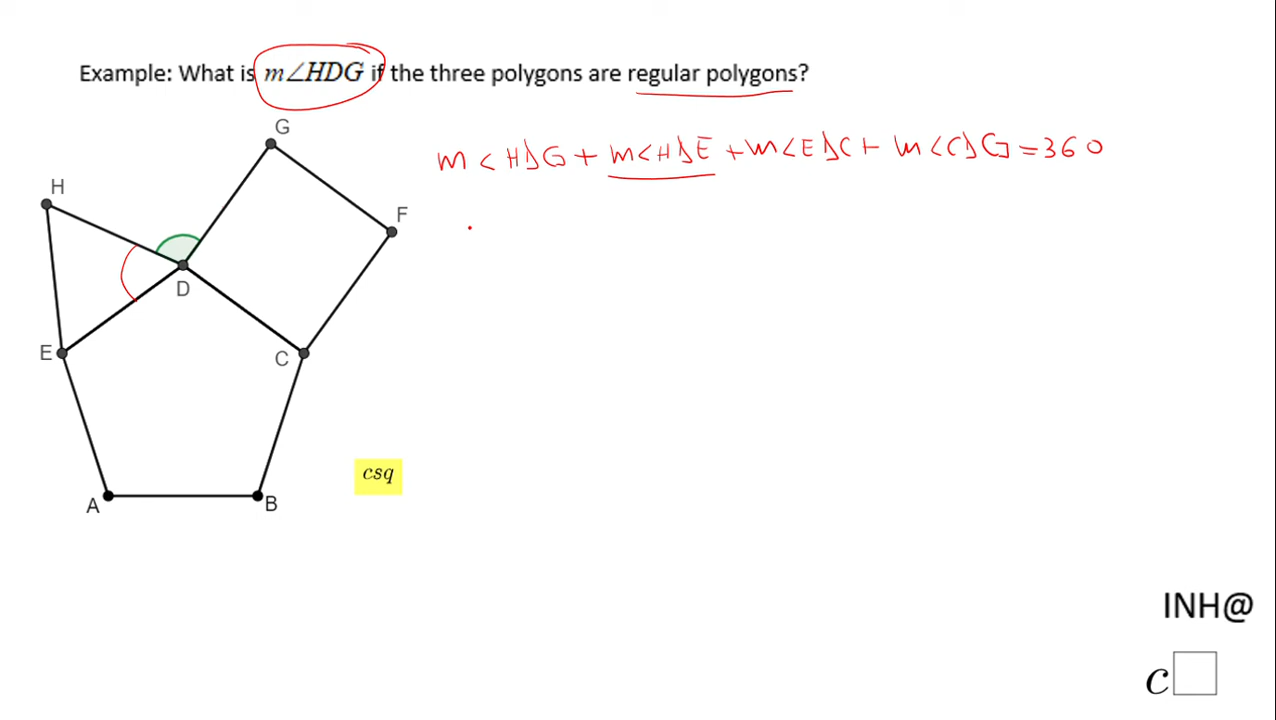 Example: What is m∠HDG if the three polygons are regular polygons?
G
m<HDG + m<HDE + m<EDC + m<CDG = 360
H
F
D
E
C
csq
A
B
INH@
c